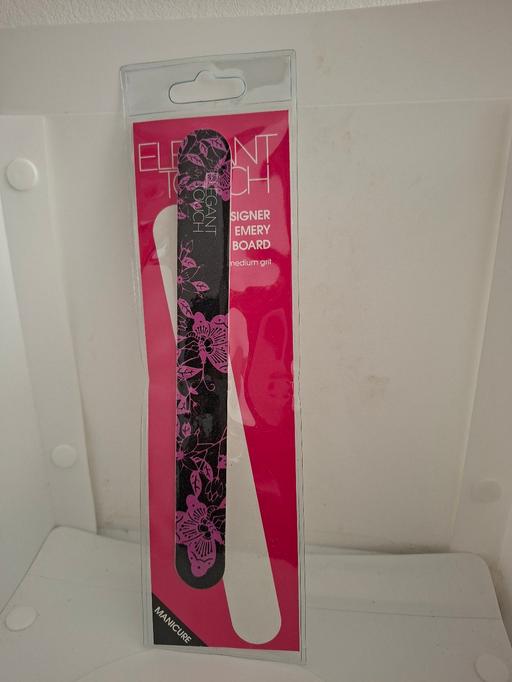 ELEGANT
TOUCH
ELEGANT
TOUCH
SIGNER
EMERY
BOARD
medium grit
MANICURE